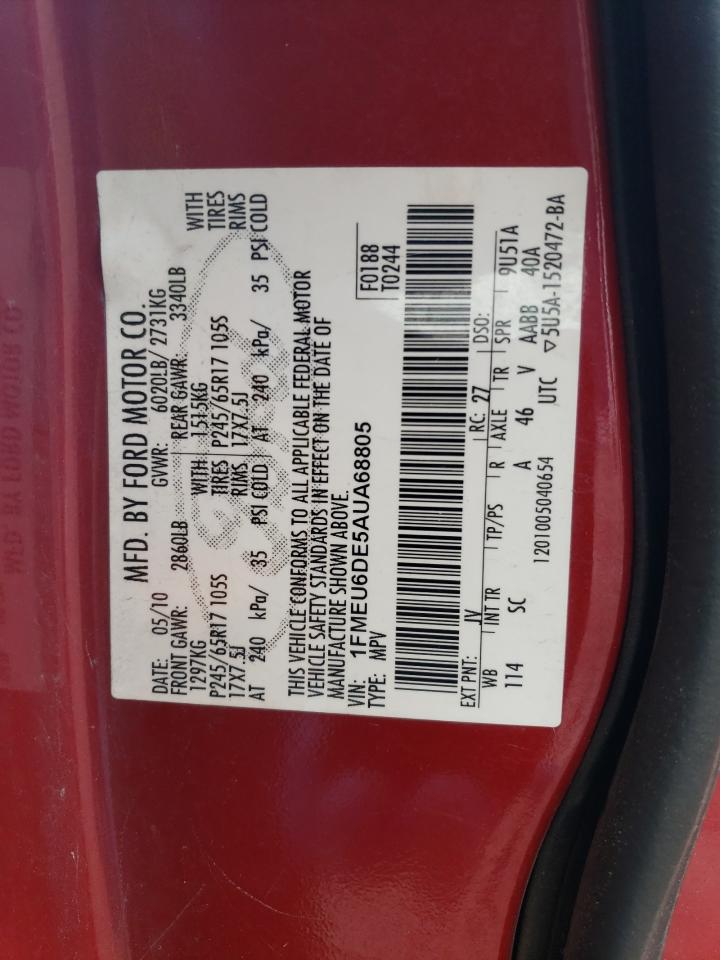 MFD. BY FORD MOTOR CO.
DATE: 05/10 GVWR: 6020LB/ 2731KG
FRONT GAWR: 2860LB REAR GAWR: 3340LB
1297KG WITH 1515KG WITH
P245/65R17 105S TIRES P245/65R17 105S TIRES
17X7.5J RIMS 17X7.5J RIMS
AT 240 kPa/ 35 PSI COLD AT 240 kPa/ 35 PSI COLD
THIS VEHICLE CONFORMS TO ALL APPLICABLE FEDERAL MOTOR
VEHICLE SAFETY STANDARDS IN EFFECT ON THE DATE OF
MANUFACTURE SHOWN ABOVE.
VIN: 1FMEU6DE5AUA68805
TYPE: MPV
F0188
T0244
EXT PNT: JV RC: 27 DSO:
WB INT TR TP/PS R AXLE TR SPR 9U51A
114 SC A 46 V AABB 40A
1201005040654 UTC ▽5U5A-1520472-BA